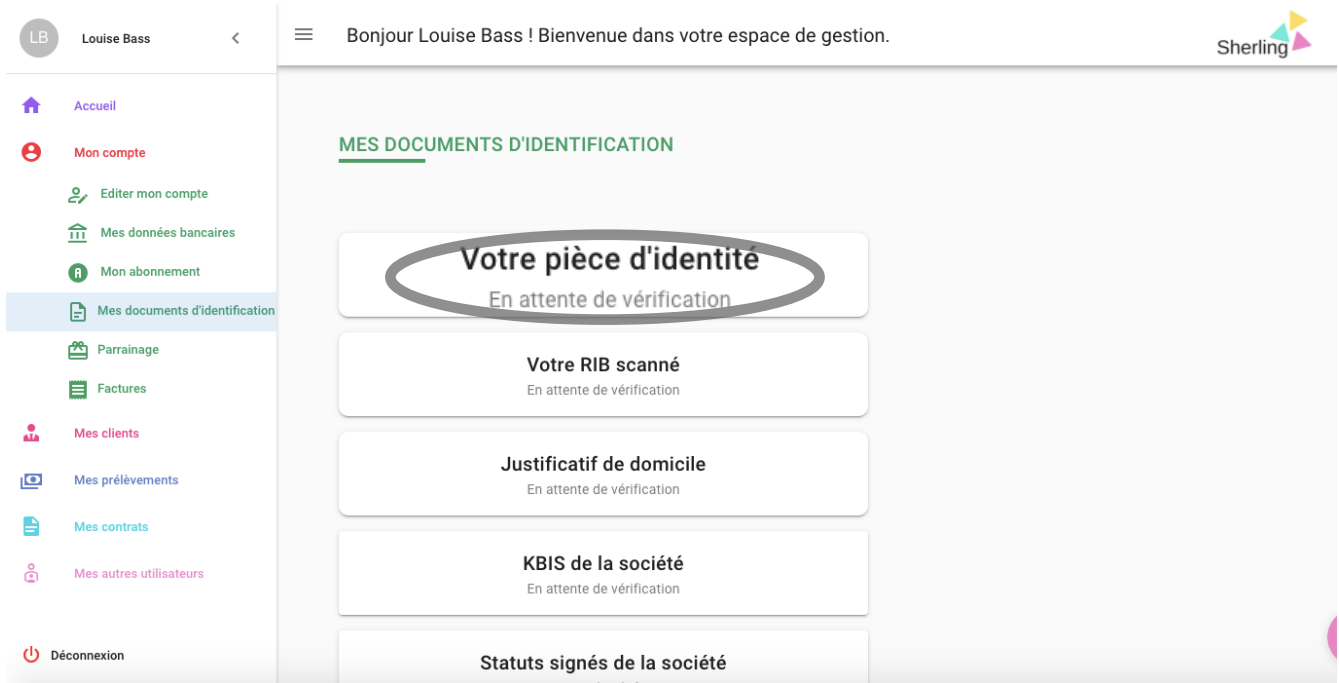 LB
Louise Bass
Bonjour Louise Bass ! Bienvenue dans votre espace de gestion.
Sherling
Accueil
Mon compte
Editer mon compte
Mes données bancaires
Mon abonnement
Mes documents d'identification
Parrainage
Factures
Mes clients
Mes prélèvements
Mes contrats
Mes autres utilisateurs
Déconnexion
MES DOCUMENTS D'IDENTIFICATION
Votre pièce d'identité
En attente de vérification
Votre RIB scanné
En attente de vérification
Justificatif de domicile
En attente de vérification
KBIS de la société
En attente de vérification
Statuts signés de la société